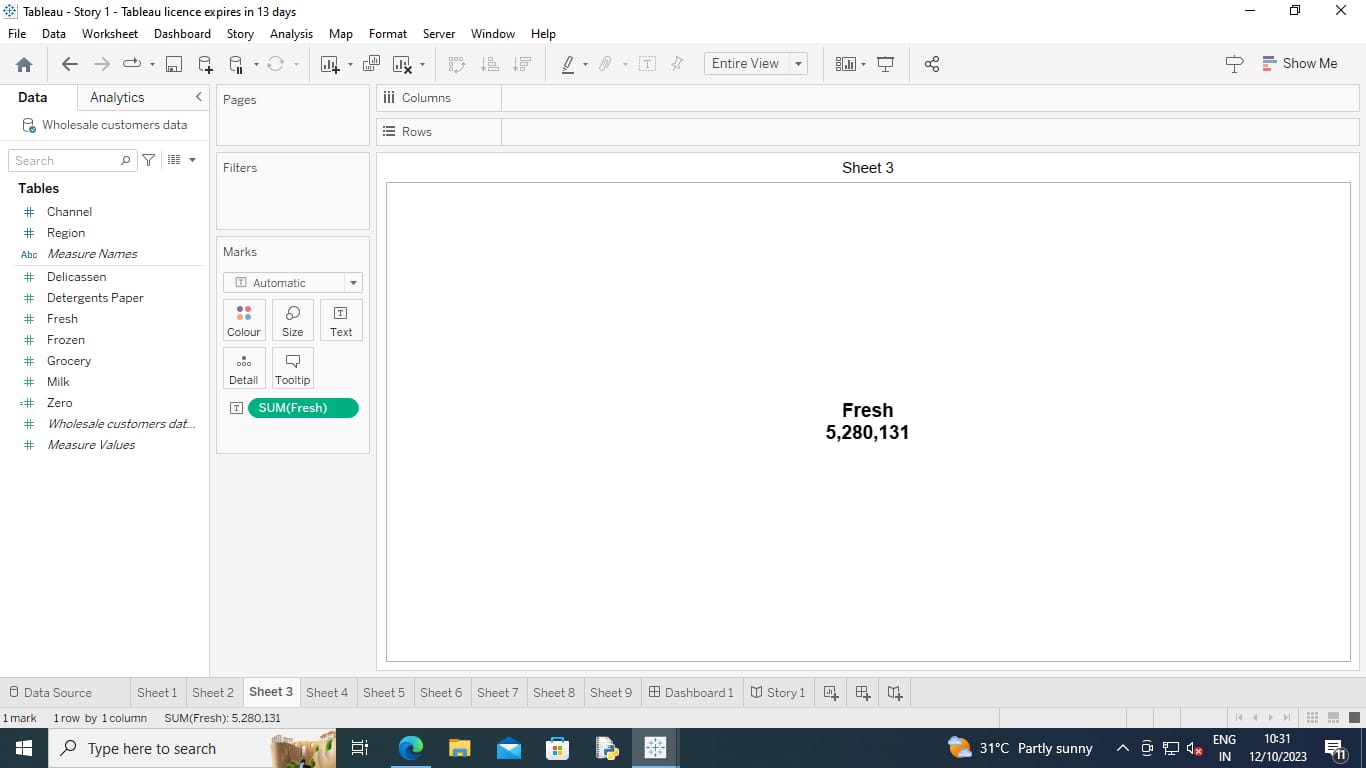 Tableau - Story 1 - Tableau licence expires in 13 days
File Data Worksheet Dashboard Story Analysis Map Format Server Window Help
Entire View
Show Me
Data Analytics
Wholesale customers data
Search
Tables
Channel
Region
Abc Measure Names
Delicassen
Detergents Paper
Fresh
Frozen
Grocery
Milk
Zero
Wholesale customers dat...
Measure Values
Pages
Filters
Marks
Automatic
Colour Size Text
Detail Tooltip
SUM(Fresh)
Columns
Rows
Sheet 3
Fresh
5,280,131
Data Source Sheet 1 Sheet 2 Sheet 3 Sheet 4 Sheet 5 Sheet 6 Sheet 7 Sheet 8 Sheet 9 Dashboard 1 Story 1
1 mark 1 row by 1 column SUM(Fresh): 5,280,131
Type here to search
31°C Partly sunny
ENG
IN
10:31
12/10/2023
11